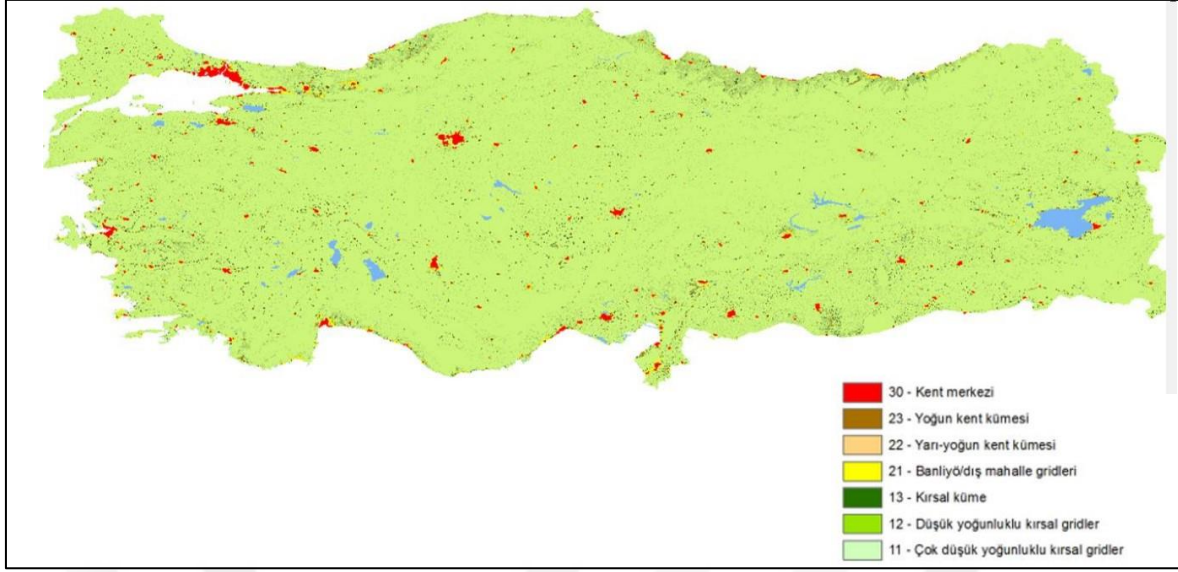 30 - Kent merkezi
23 - Yoğun kent kümesi
22 - Yarı-yoğun kent kümesi
21 - Banliyö/dış mahalle gridleri
13 - Kırsal küme
12 - Düşük yoğunluklu kırsal gridler
11 - Çok düşük yoğunluklu kırsal gridler